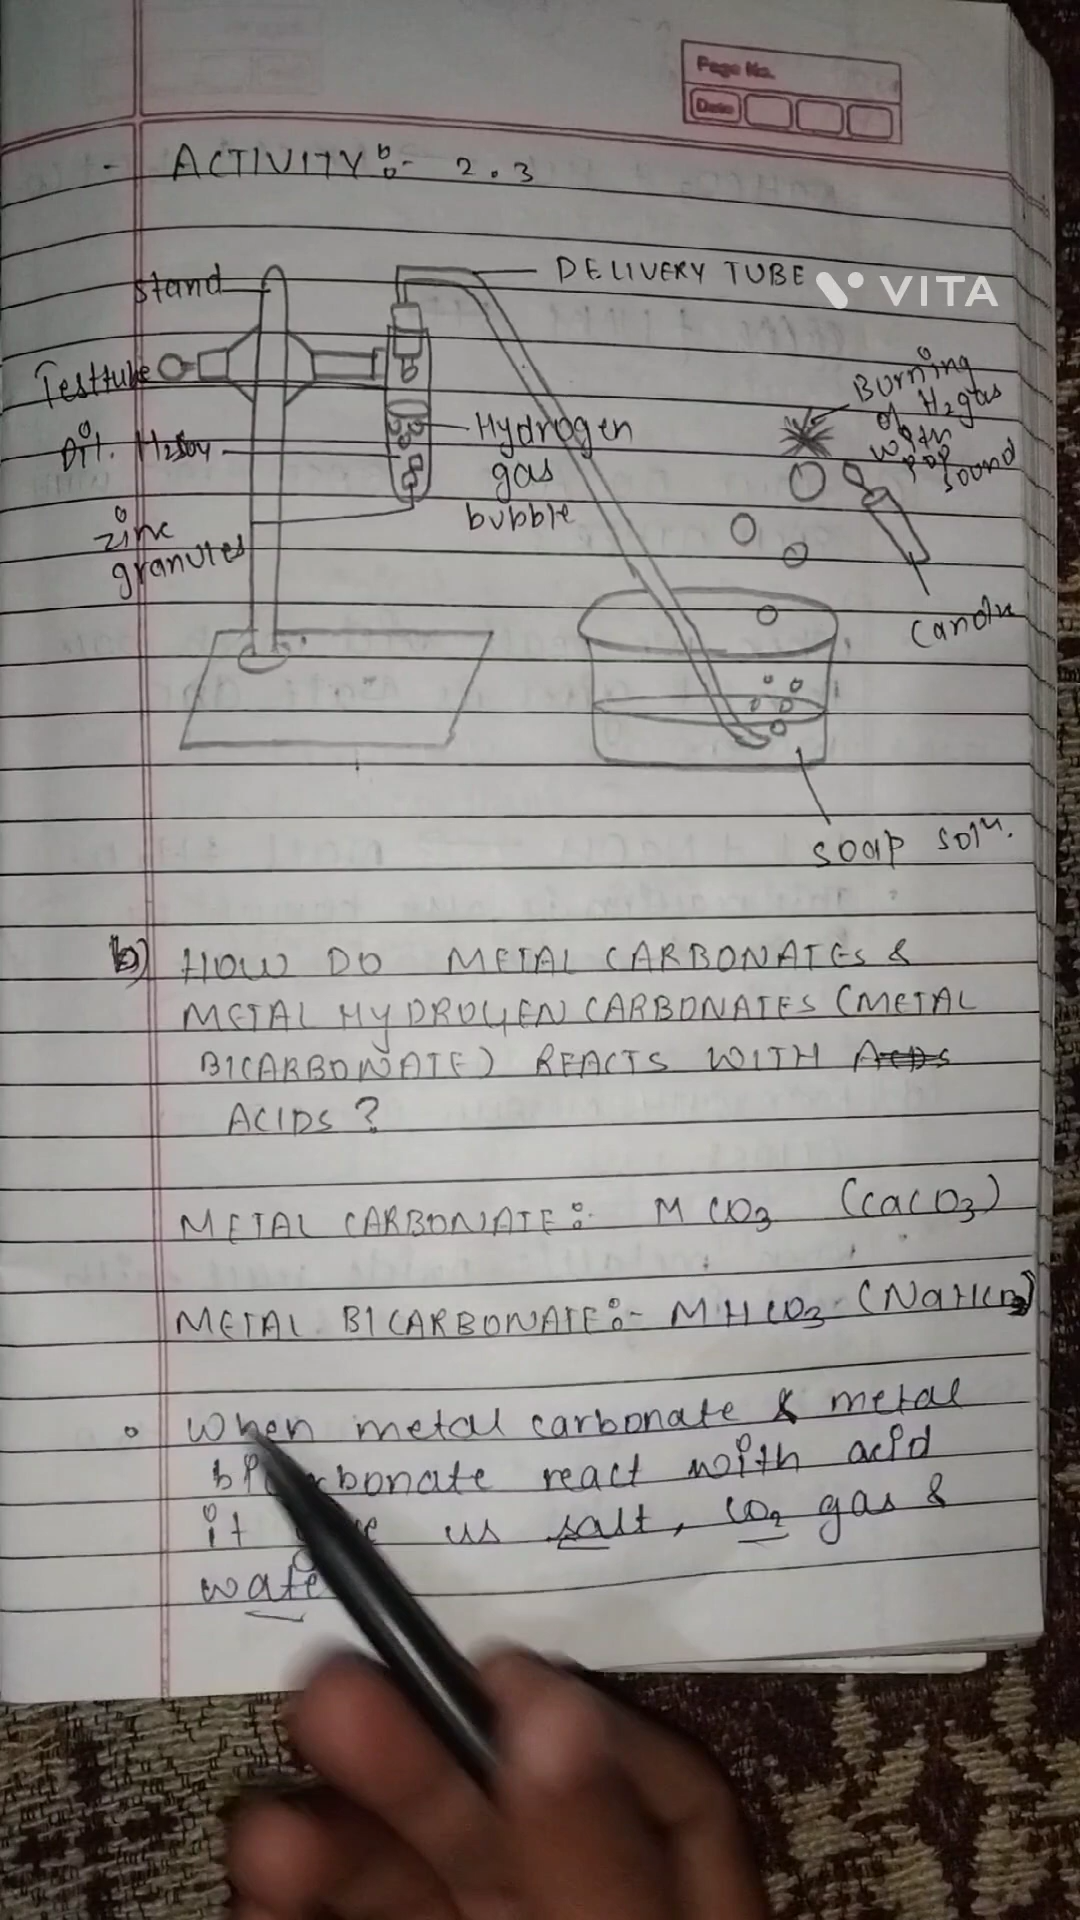 Page No.
Date
- ACTIVITY:- 2.3
stand
DELIVERY TUBE
VITA
Testtube
Burning
of H2gas
with
pop
sound
Dil. H2SO4
Hydrogen
gas
bubble
zinc
granules
Candle
soap soln.
b) HOW DO METAL CARBONATES &
METAL HYDROGEN CARBONATES (METAL
BICARBONATE) REACTS WITH
ACIDS ?
METAL CARBONATE:- MCO3 (CaCO3)
METAL BICARBONATE:- MHCO3 (NaHCO3)
when metal carbonate & metal
react with acid
it us salt, CO2 gas &